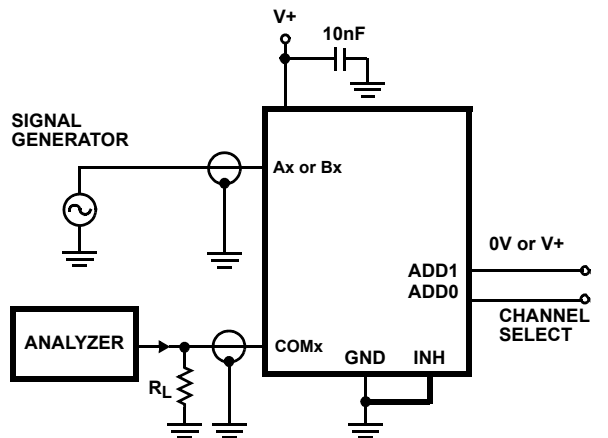 V+
10nF
SIGNAL
GENERATOR
Ax or Bx
0V or V+
ADD1
ADD0
CHANNEL
SELECT
ANALYZER
COMx
GND
INH
RL